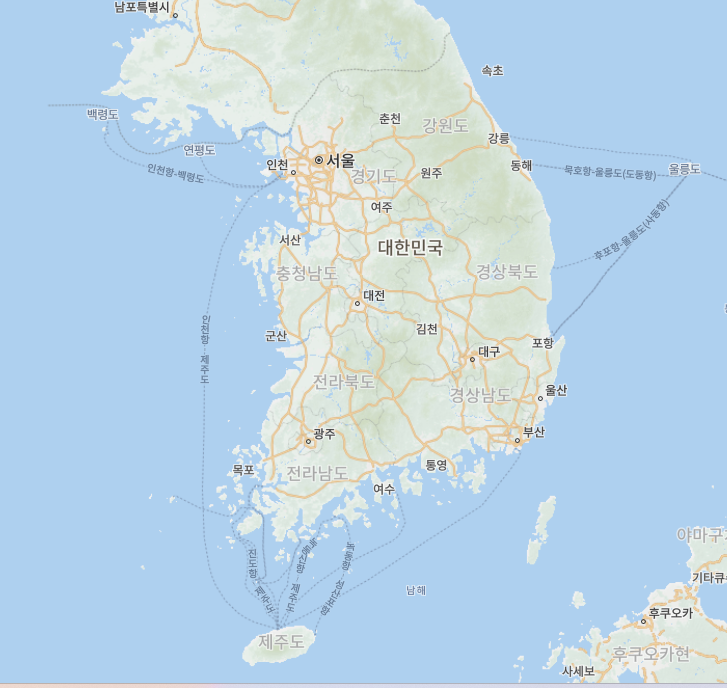 남포특별시
속초
백령도
춘천
강원도
강릉
연평도
인천
서울
동해
인천항-백령도
경기도
원주
묵호항-울릉도(도동항)
울릉도
여주
후포항-울릉도(사동항)
서산
대한민국
충청남도
경상북도
대전
인천항 - 제주도
군산
김천
포항
대구
전라북도
경상남도
울산
광주
부산
목포
전라남도
통영
여수
야마구
진도항 - 제주도
제주도
녹동항
성산포항
기타큐
남해
후쿠오카
제주도
후쿠오카현
사세보